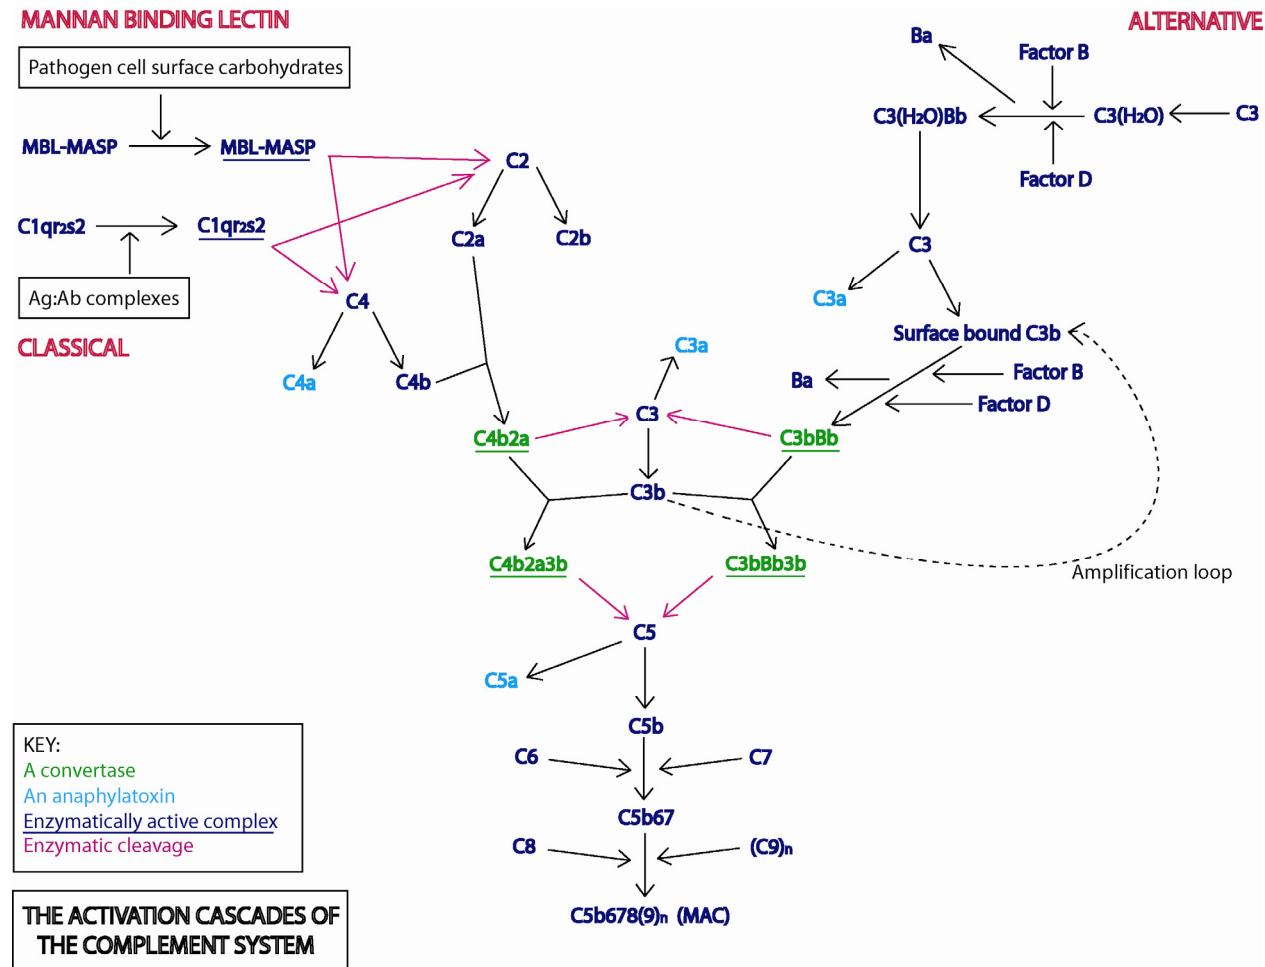 MANNAN BINDING LECTIN
ALTERNATIVE
Pathogen cell surface carbohydrates
MBL-MASP
MBL-MASP
C1qr₂s2
C1qr₂s2
Ag:Ab complexes
CLASSICAL
C2
C2a
C2b
C4
C4a
C4b
Ba
Factor B
C3(H₂O)Bb
C3(H₂O)
C3
Factor D
C3
C3a
Surface bound C3b
Ba
Factor B
Factor D
C3a
C3
C4b2a
C3bBb
C3b
C4b2a3b
C3bBb3b
Amplification loop
C5
C5a
C5b
C6
C7
C5b67
C8
(C9)n
C5b678(9)n (MAC)
KEY:
A convertase
An anaphylatoxin
Enzymatically active complex
Enzymatic cleavage
THE ACTIVATION CASCADES OF
THE COMPLEMENT SYSTEM